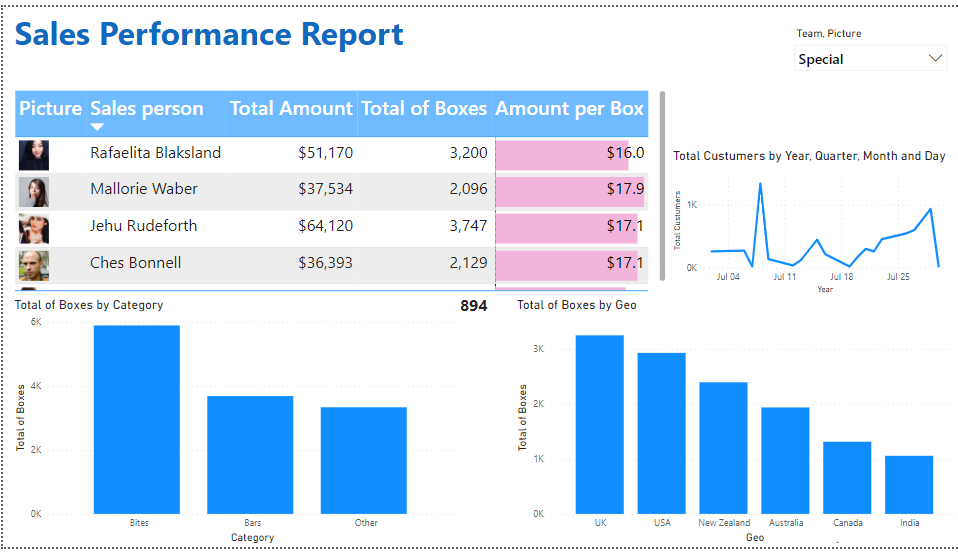 Sales Performance Report
Team, Picture
Special
Picture Sales person Total Amount Total of Boxes Amount per Box
Rafaelita Blaksland $51,170 3,200 $16.0
Mallorie Waber $37,534 2,096 $17.9
Jehu Rudeforth $64,120 3,747 $17.1
Ches Bonnell $36,393 2,129 $17.1
Total Custumers by Year, Quarter, Month and Day
Total Custumers
1K
0K
Jul 04 Jul 11 Jul 18 Jul 25
Year
Total of Boxes by Category
894
Total of Boxes
6K
4K
2K
0K
Bites Bars Other
Category
Total of Boxes by Geo
Total of Boxes
3K
2K
1K
0K
UK USA New Zealand Australia Canada India
Geo